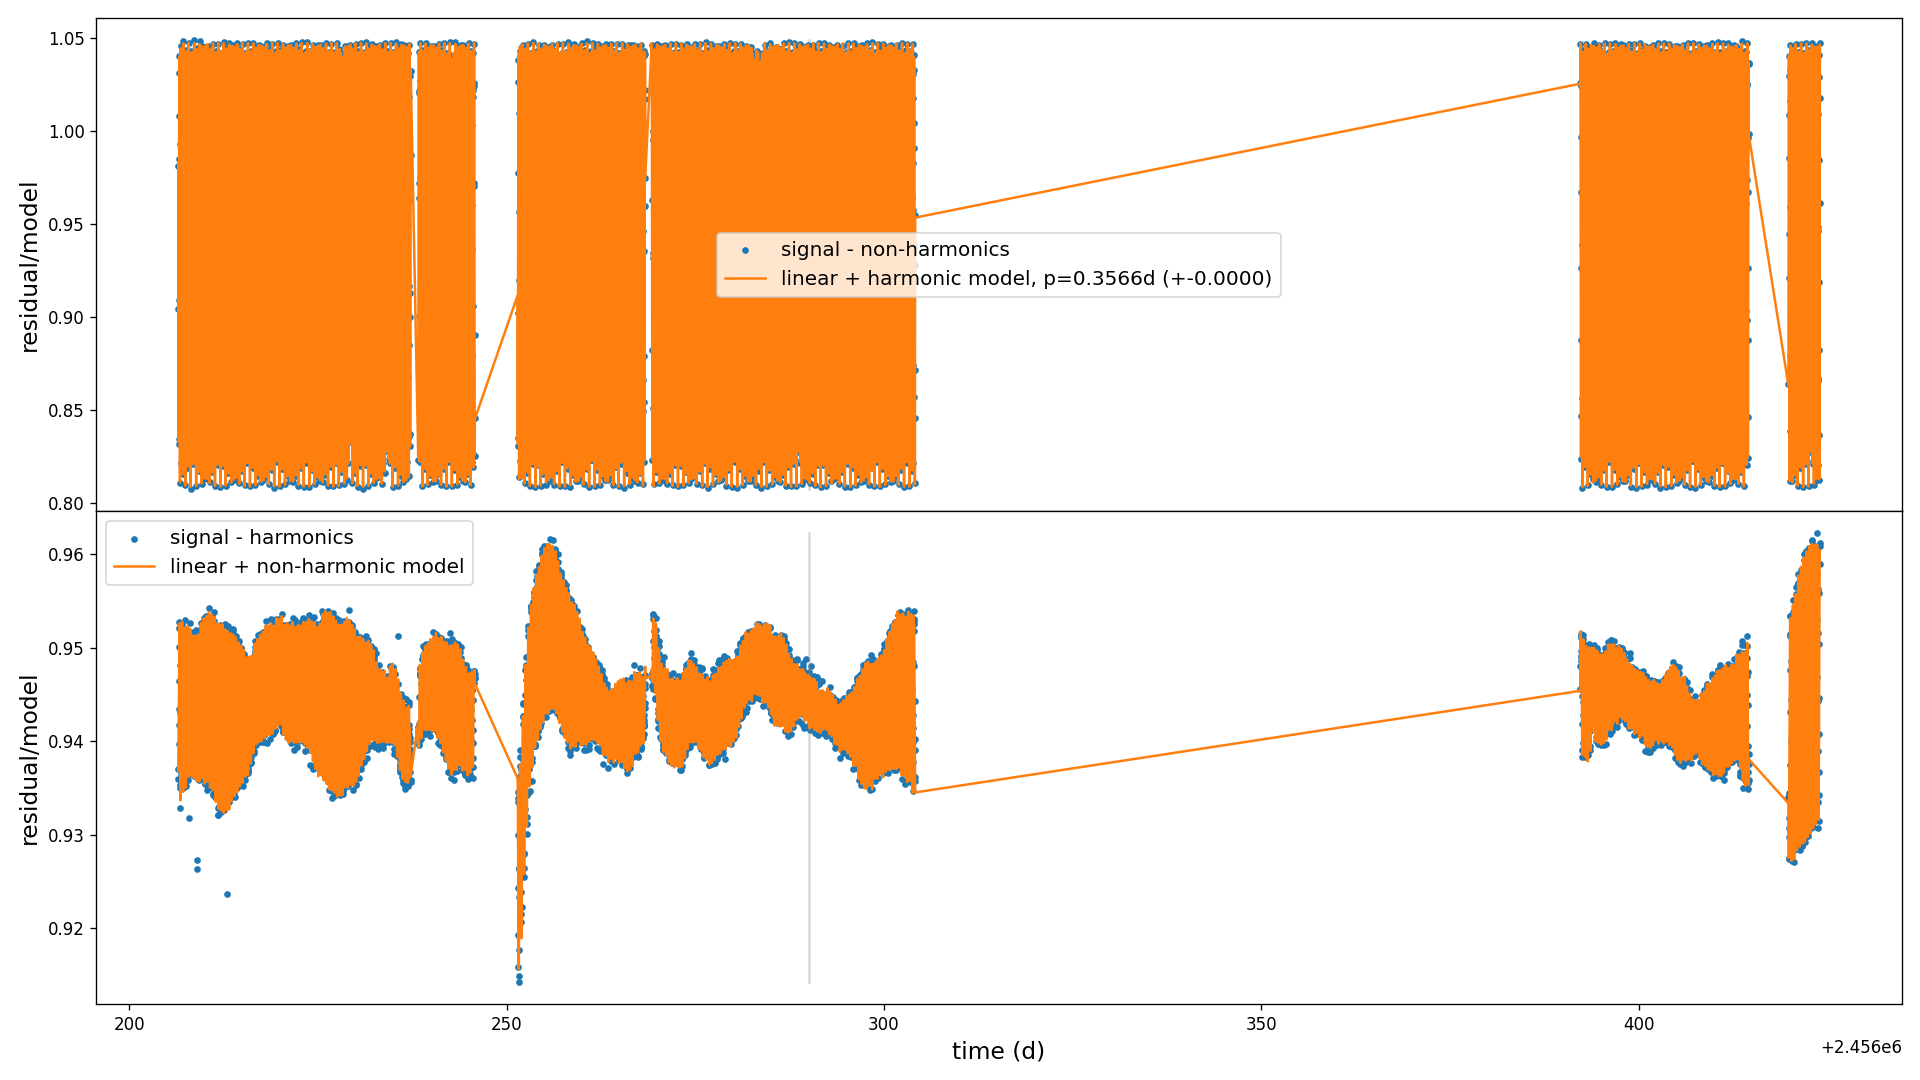 1.05
1.00
0.95
0.90
0.85
0.80
residual/model
signal - non-harmonics
linear + harmonic model, p=0.3566d (+-0.0000)
signal - harmonics
linear + non-harmonic model
0.96
0.95
0.94
0.93
0.92
residual/model
200
250
300
350
400
time (d)
+2.456e6